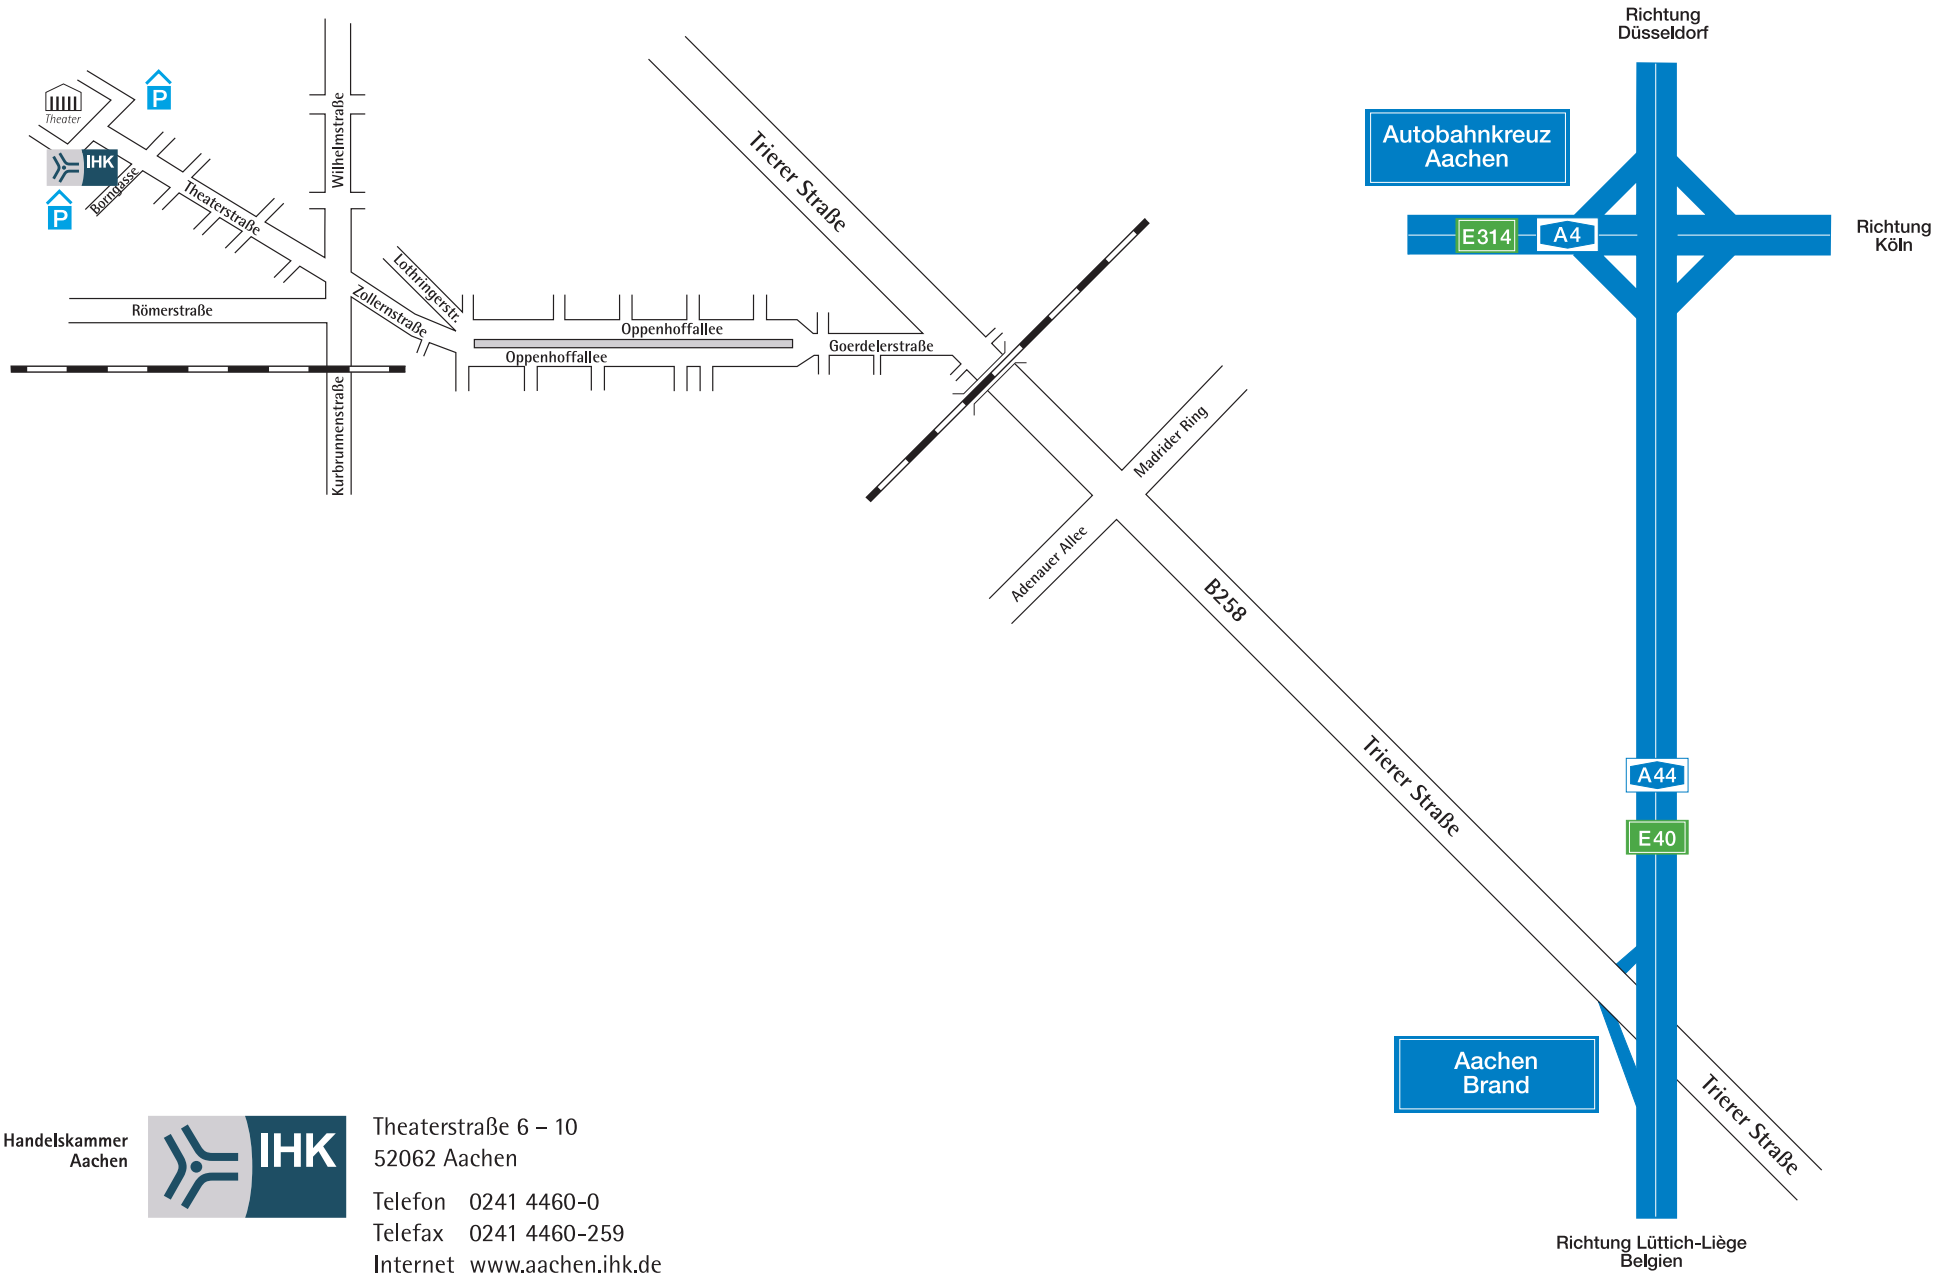 Richtung
Düsseldorf
Autobahnkreuz
Aachen
E314
A4
Richtung
Köln
P
Theater
IHK
P
Borngasse
Theaterstraße
Wilhelmstraße
Trierer Straße
Lothringerstr.
Zollernstraße
Römerstraße
Oppenhoffallee
Oppenhoffallee
Goerdelerstraße
Kurbrunnenstraße
Madrider Ring
Adenauer Allee
B258
Trierer Straße
A44
E40
Aachen
Brand
Trierer Straße
Richtung Lüttich-Liège
Belgien
Handelskammer
Aachen
IHK
Theaterstraße 6 – 10
52062 Aachen
Telefon 0241 4460-0
Telefax 0241 4460-259
Internet www.aachen.ihk.de